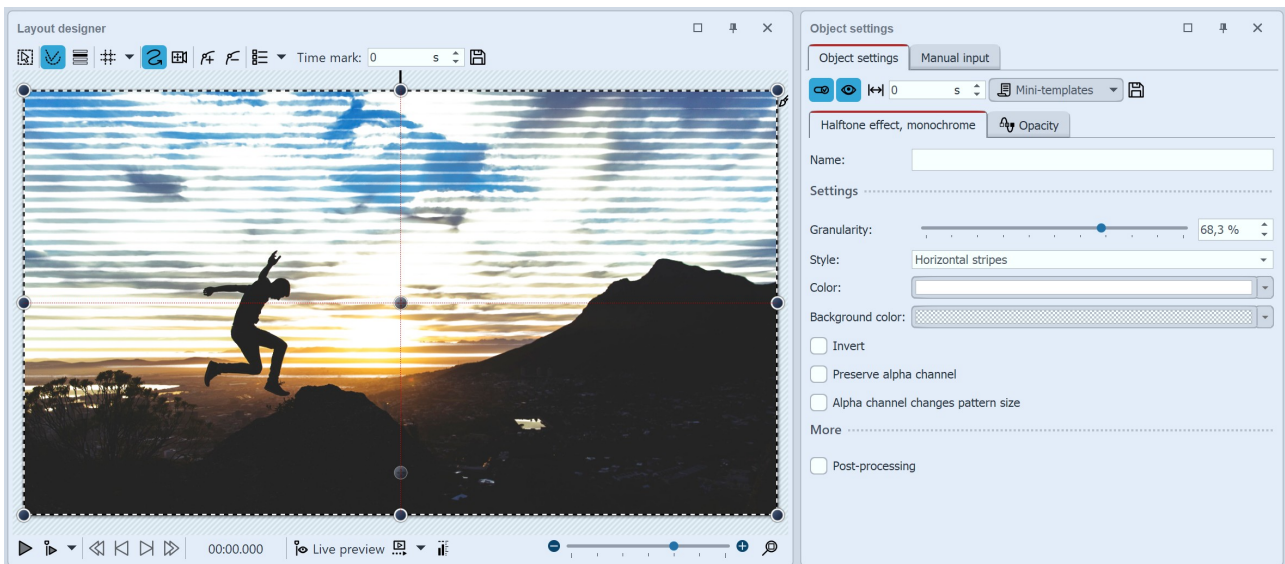 Layout designer
Time mark: 0 s
00:00.000 Live preview
Object settings
Object settings Manual input
0 s Mini-templates
Halftone effect, monochrome Opacity
Name:
Settings
Granularity: 68,3 %
Style: Horizontal stripes
Color:
Background color:
Invert
Preserve alpha channel
Alpha channel changes pattern size
More
Post-processing